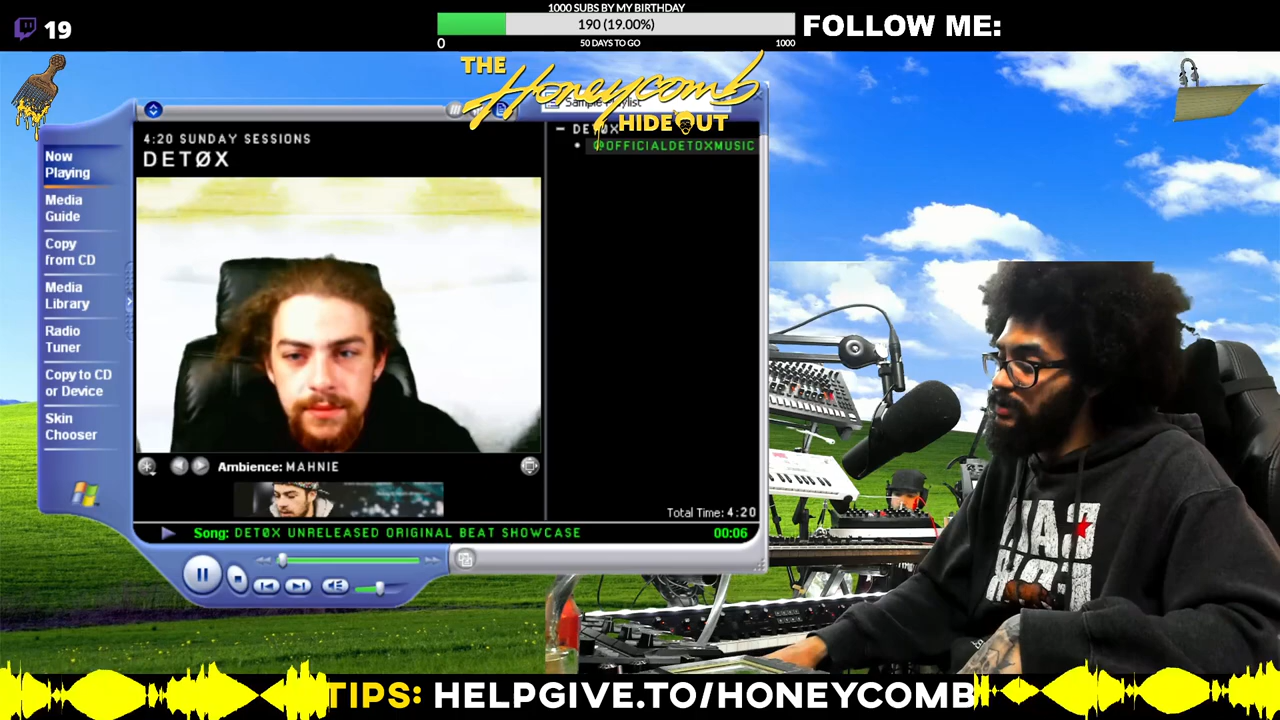 19
1000 SUBS BY MY BIRTHDAY
190 (19.00%)
0
50 DAYS TO GO
1000
FOLLOW ME:
THE
Honeycomb
HIDEOUT
Sample Playlist
4:20 SUNDAY SESSIONS
DETØX
DETØX
@OFFICIALDETOXMUSIC
Now
Playing
Media
Guide
Copy
from CD
Media
Library
Radio
Tuner
Copy to CD
or Device
Skin
Chooser
Ambience: MAHNIE
Total Time: 4:20
Song: DETØX UNRELEASED ORIGINAL BEAT SHOWCASE
00:06
TIPS: HELPGIVE.TO/HONEYCOMB